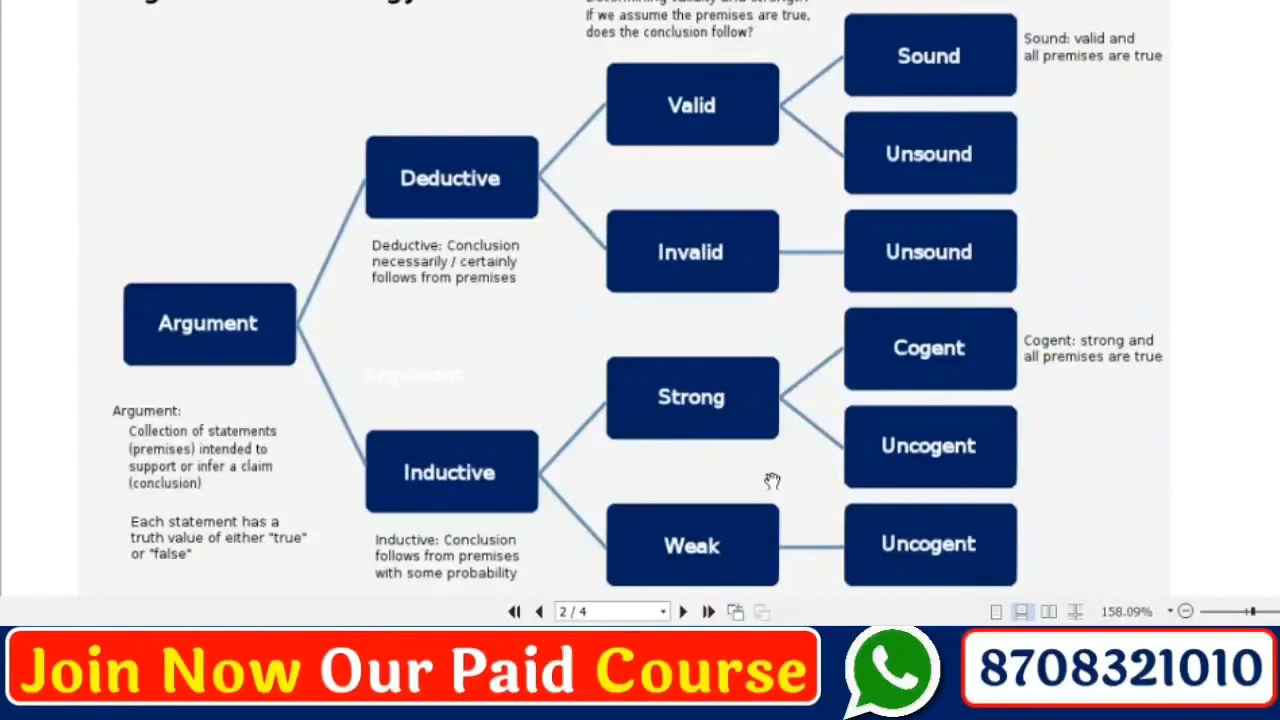 If we assume the premises are true,
does the conclusion follow?
Sound
Sound: valid and
all premises are true
Valid
Unsound
Deductive
Deductive: Conclusion
necessarily / certainly
follows from premises
Invalid
Unsound
Argument
Argument
Argument:
Collection of statements
(premises) intended to
support or infer a claim
(conclusion)
Each statement has a
truth value of either "true"
or "false"
Cogent
Cogent: strong and
all premises are true
Strong
Uncogent
Inductive
Inductive: Conclusion
follows from premises
with some probability
Weak
Uncogent
2 / 4
158.09%
Join Now Our Paid Course
8708321010